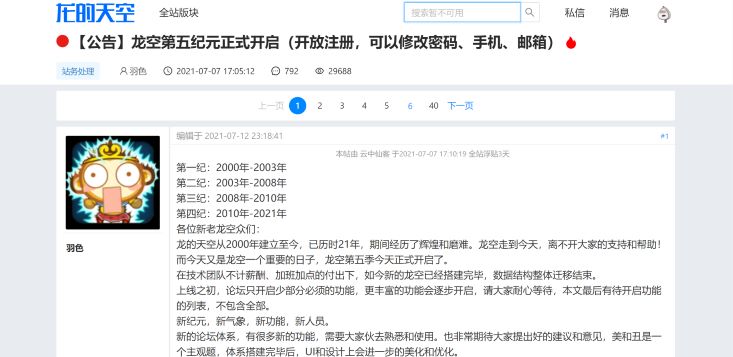 龙的天空 全站版块 搜索暂不可用 私信 消息
【公告】龙空第五纪元正式开启（开放注册，可以修改密码、手机、邮箱）
站务处理 羽色 2021-07-07 17:05:12 792 29688
上一页 1 2 3 4 5 6 40 下一页
编辑于 2021-07-12 23:18:41 #1
本帖由 云中仙客 于2021-07-07 17:10:19 全站浮贴3天
第一纪：2000年-2003年
第二纪：2003年-2008年
第三纪：2008年-2010年
第四纪：2010年-2021年
各位新老龙空众们：
羽色
龙的天空从2000年建立至今，已历时21年，期间经历了辉煌和磨难。龙空走到今天，离不开大家的支持和帮助！
而今天又是龙空一个重要的日子，龙空第五季今天正式开启了。
在技术团队不计薪酬、加班加点的付出下，如今新的龙空已经搭建完毕，数据结构整体迁移结束。
上线之初，论坛只开启少部分必须的功能，更丰富的功能会逐步开启，请大家耐心等待，本文最后有待开启功能
的列表，不包含全部。
新纪元，新气象，新功能，新人员。
新的论坛体系，有很多新的功能，需要大家伙去熟悉和使用。也非常期待大家提出好的建议和意见，美和丑是一
个主观题，体系搭建完毕后，UI和设计上会进一步的美化和优化。